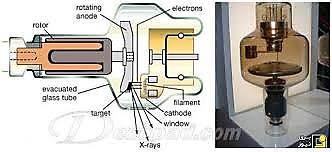 rotating
anode
electrons
rotor
evacuated
glass tube
target
filament
cathode
window
X-rays